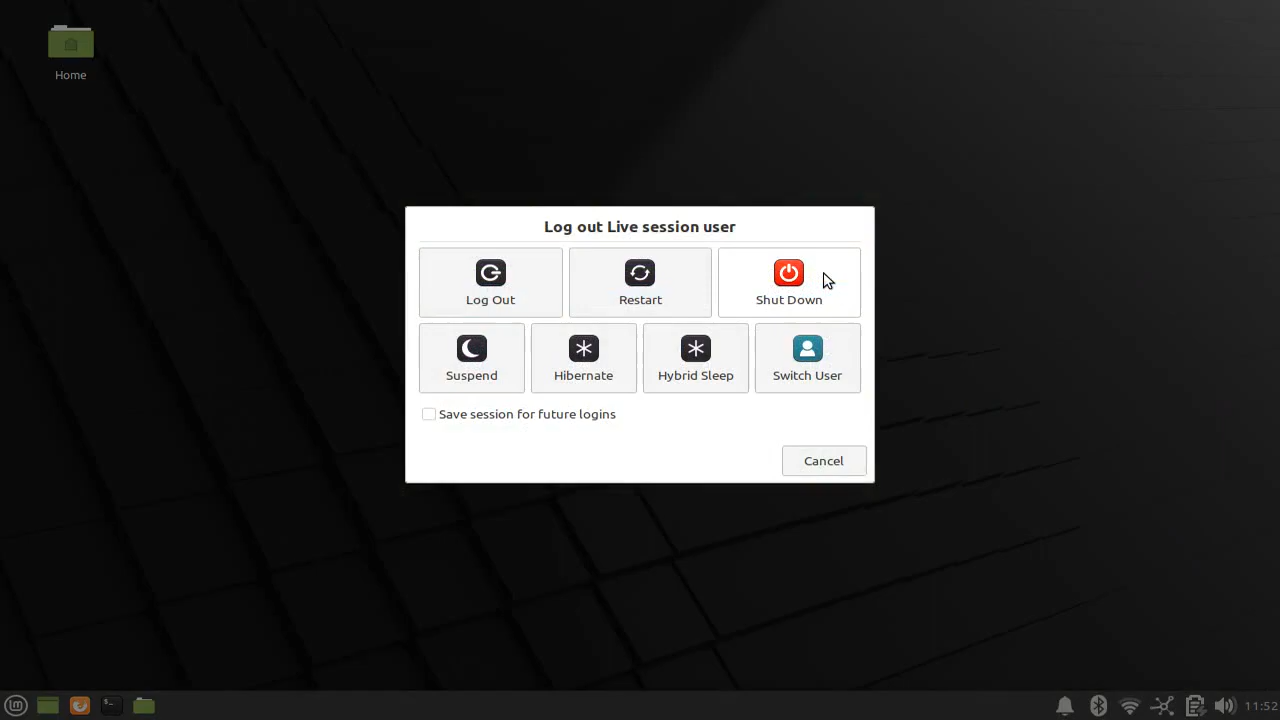 Home
Log out Live session user
Log Out
Restart
Shut Down
Suspend
Hibernate
Hybrid Sleep
Switch User
Save session for future logins
Cancel
11:52